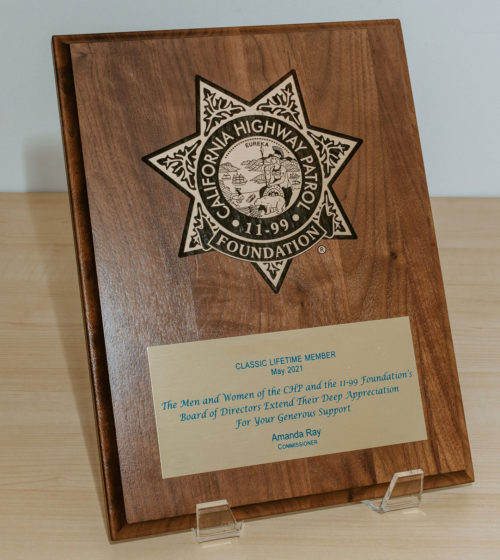 CALIFORNIA HIGHWAY PATROL
EUREKA
• 11-99 •
FOUNDATION
®
CLASSIC LIFETIME MEMBER
May 2021
The Men and Women of the CHP and the 11-99 Foundation's
Board of Directors Extend Their Deep Appreciation
For Your Generous Support
Amanda Ray
COMMISSIONER